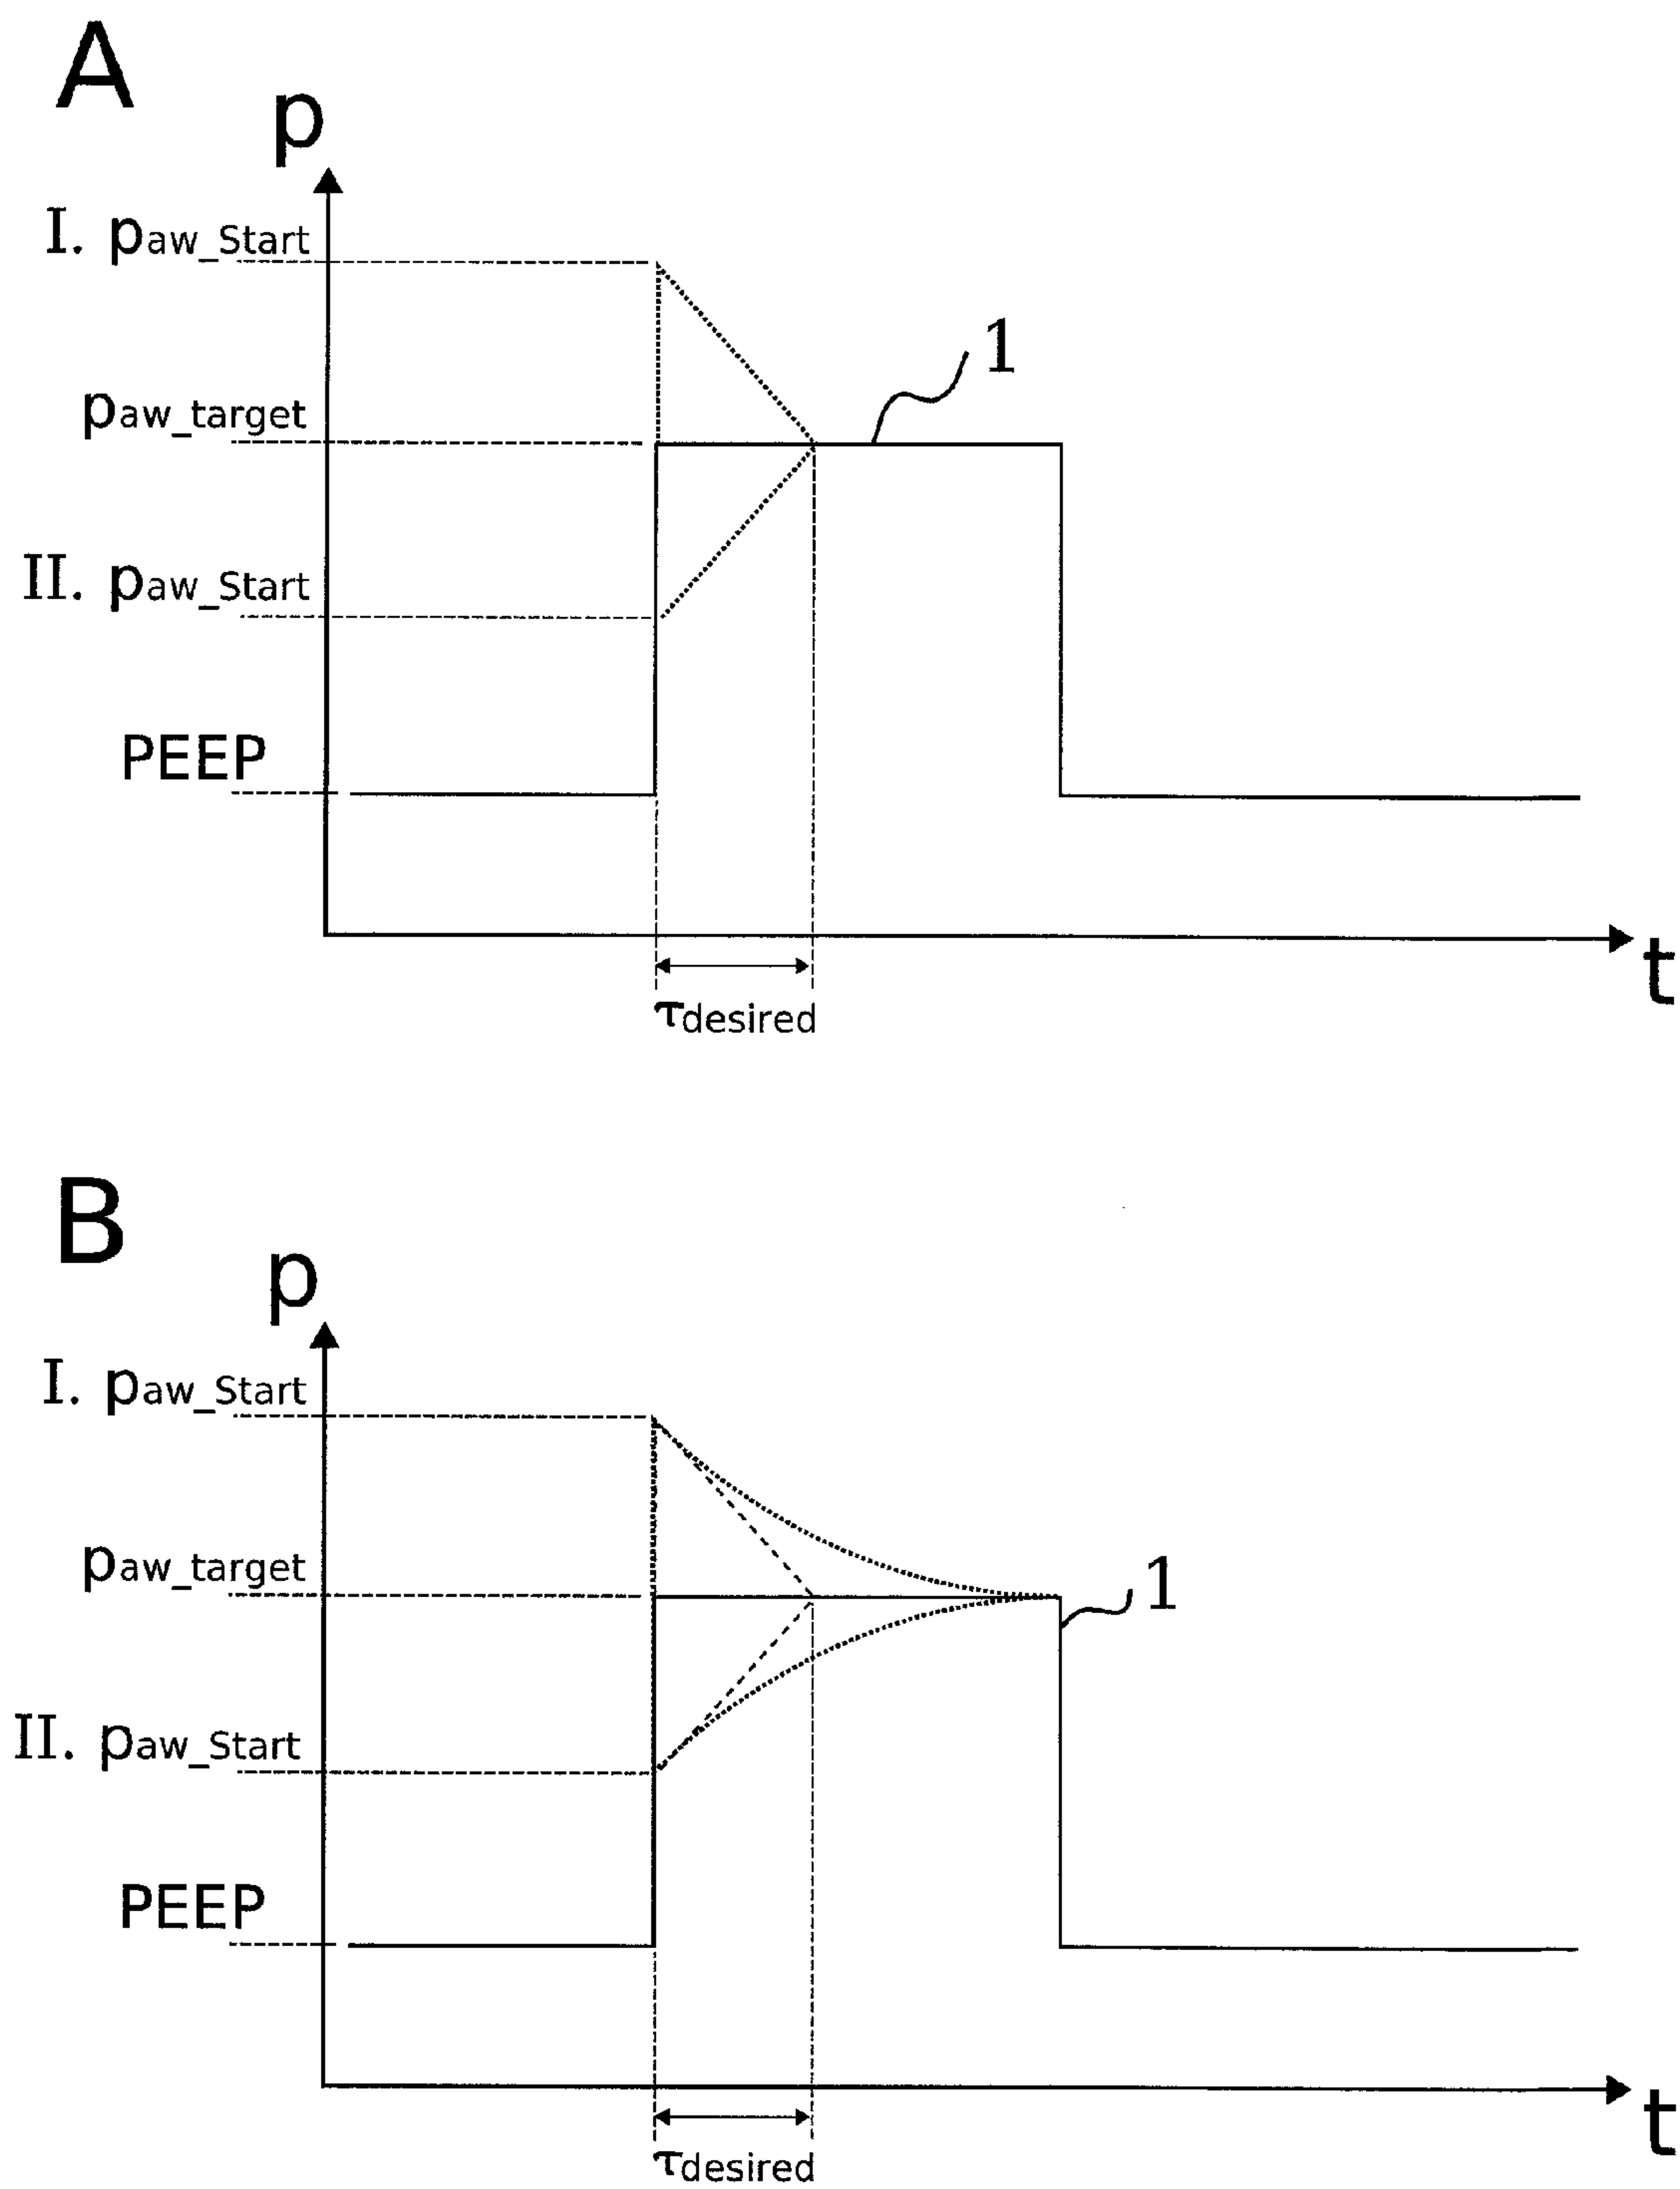 A
p
I. paw_Start
1
paw_target
II. paw_Start
PEEP
t
τdesired
B
p
I. paw_Start
paw_target
1
II. paw_Start
PEEP
t
τdesired